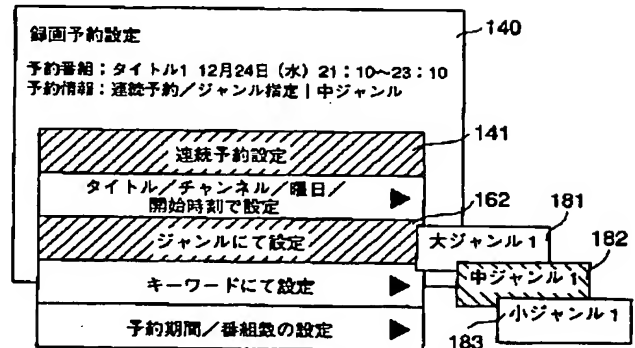 録画予約設定
140
予約番組：タイトル1 12月24日（水）21：10～23：10
予約情報：連続予約／ジャンル指定｜中ジャンル
141
連続予約設定
タイトル／チャンネル／曜日／
開始時刻で設定
162
181
ジャンルにて設定
大ジャンル1
182
キーワードにて設定
中ジャンル1
予約期間／番組数の設定
小ジャンル1
183